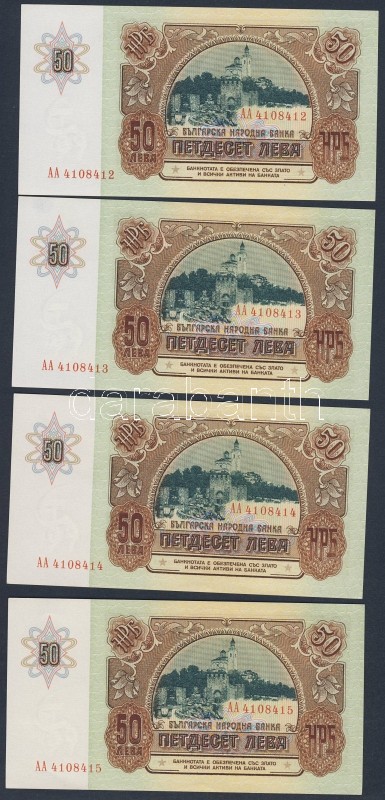 50
НРБ
50
АА 4108412
50
ЛЕВА
БЪЛГАРСКА НАРОДНА БАНКА
ПЕТДЕСЕТ ЛЕВА
НРБ
БАНКНОТАТА Е ОБЕЗПЕЧЕНА СЪС ЗЛАТО
И ВСИЧКИ АКТИВИ НА БАНКАТА
АА 4108412
50
НРБ
50
АА 4108413
50
ЛЕВА
БЪЛГАРСКА НАРОДНА БАНКА
ПЕТДЕСЕТ ЛЕВА
НРБ
БАНКНОТАТА Е ОБЕЗПЕЧЕНА СЪС ЗЛАТО
И ВСИЧКИ АКТИВИ НА БАНКАТА
АА 4108413
darabanth
50
НРБ
50
АА 4108414
50
ЛЕВА
БЪЛГАРСКА НАРОДНА БАНКА
ПЕТДЕСЕТ ЛЕВА
НРБ
БАНКНОТАТА Е ОБЕЗПЕЧЕНА СЪС ЗЛАТО
И ВСИЧКИ АКТИВИ НА БАНКАТА
АА 4108414
50
НРБ
50
АА 4108415
50
ЛЕВА
БЪЛГАРСКА НАРОДНА БАНКА
ПЕТДЕСЕТ ЛЕВА
НРБ
БАНКНОТАТА Е ОБЕЗПЕЧЕНА СЪС ЗЛАТО
И ВСИЧКИ АКТИВИ НА БАНКАТА
АА 4108415